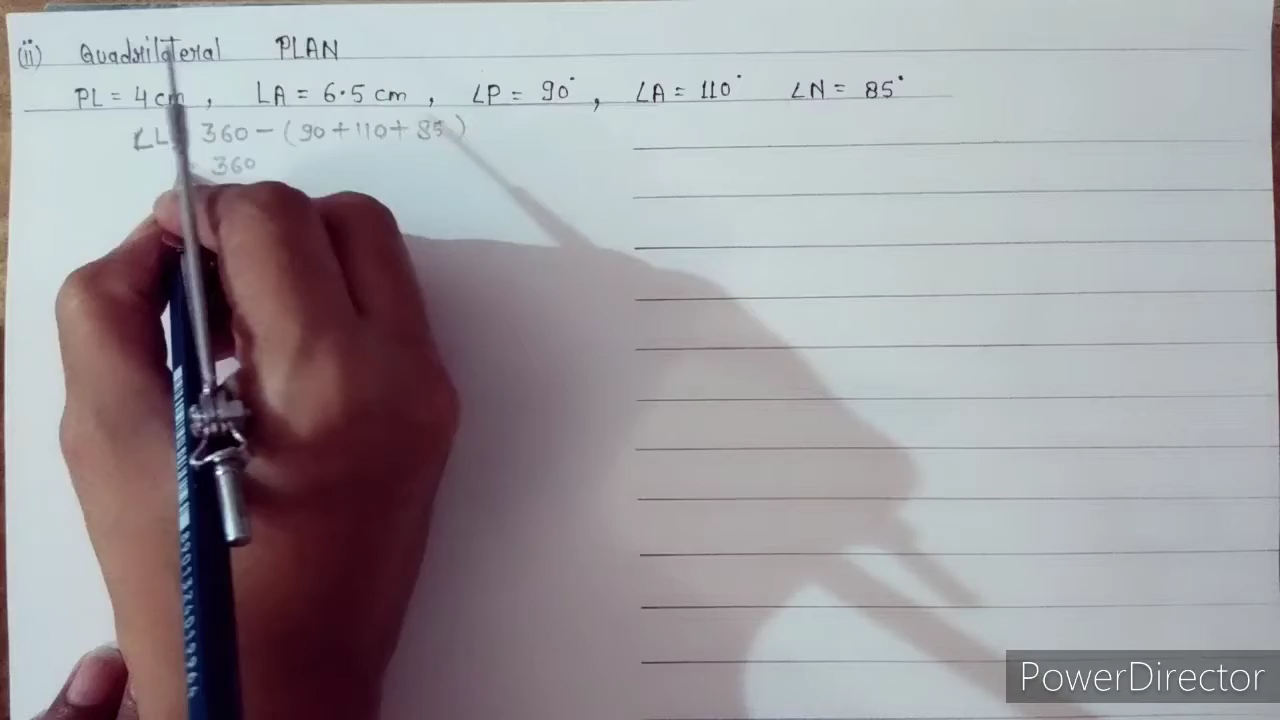 (ii) Quadrilateral PLAN
PL = 4 cm, LA = 6.5 cm, ∠P = 90°, ∠A = 110° ∠N = 85°
∠L = 360 - (90 + 110 + 85)
360
8901324019964
PowerDirector